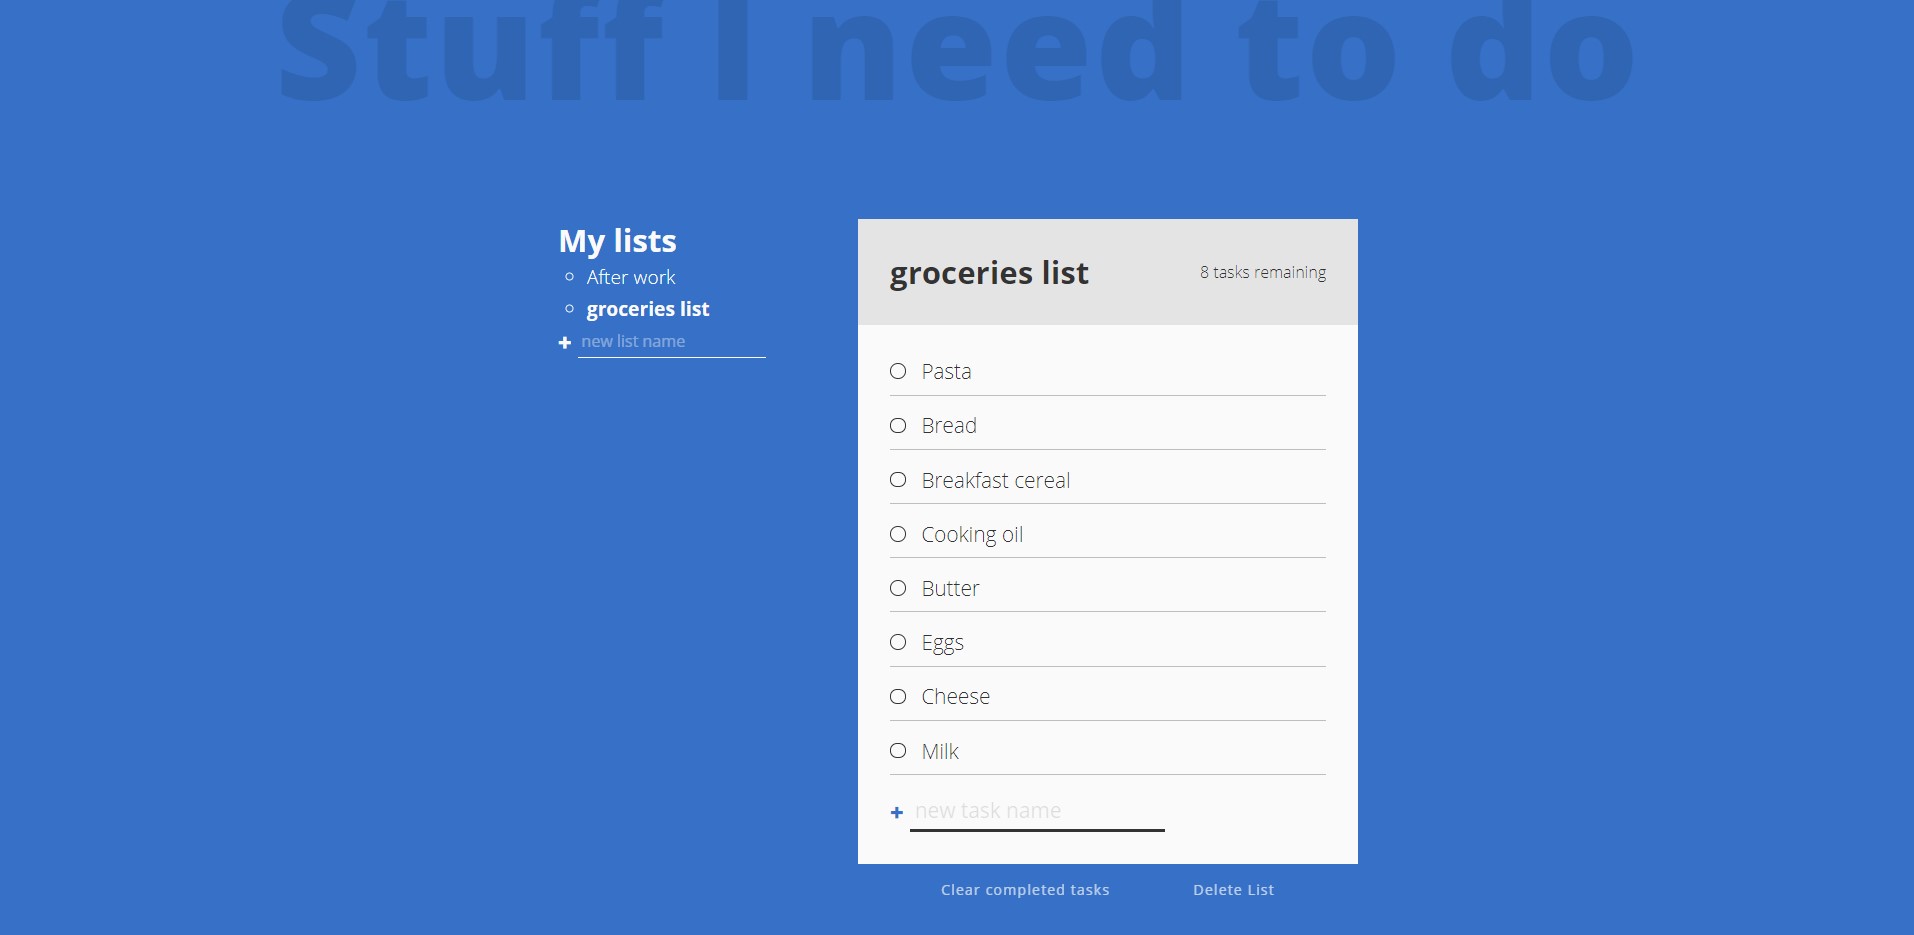 Stuff I need to do
My lists
After work
groceries list
new list name
groceries list
8 tasks remaining
Pasta
Bread
Breakfast cereal
Cooking oil
Butter
Eggs
Cheese
Milk
new task name
Clear completed tasks
Delete List